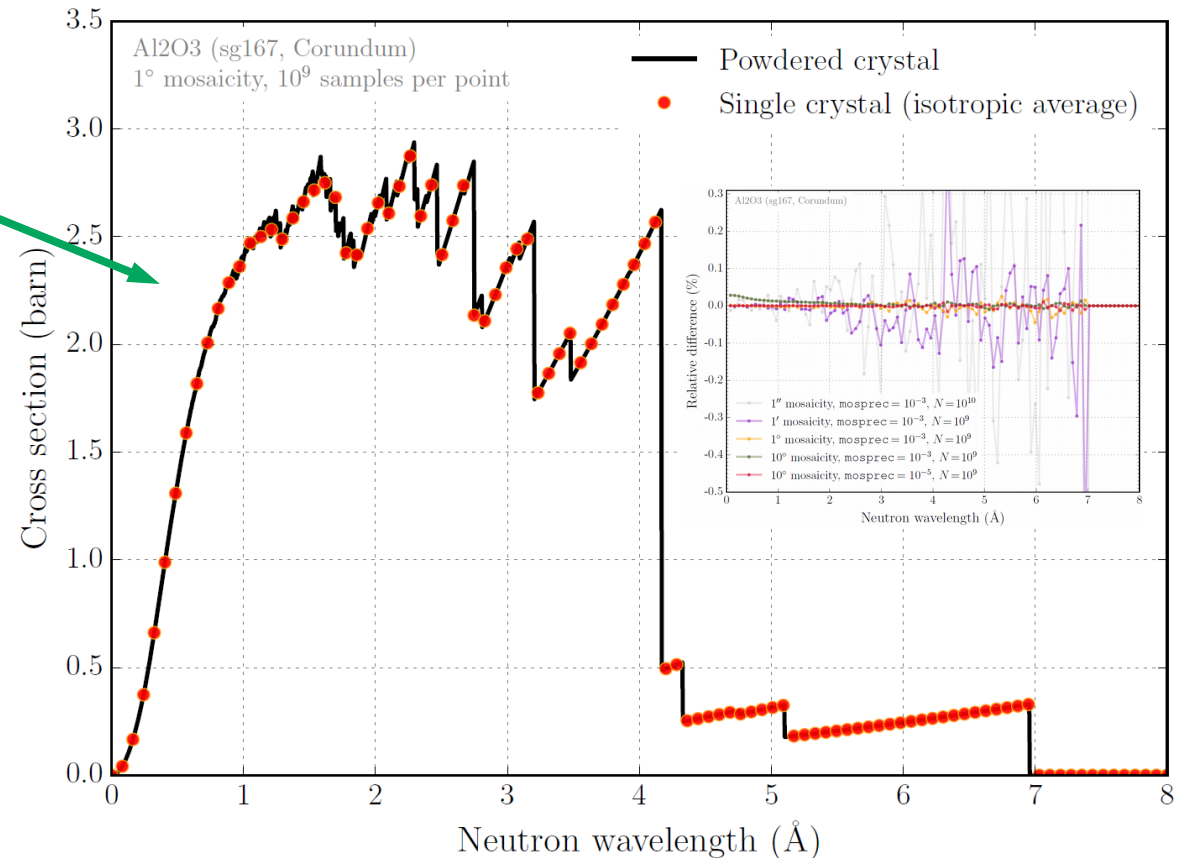 Al2O3 (sg167, Corundum)
1° mosaicity, 10⁹ samples per point
Powdered crystal
Single crystal (isotropic average)
3.5
3.0
2.5
2.0
1.5
1.0
0.5
0.0
Cross section (barn)
0 1 2 3 4 5 6 7 8
Neutron wavelength (Å)
Al2O3 (sg167, Corundum)
0.3
0.2
0.1
0.0
-0.1
-0.2
-0.3
-0.4
-0.5
Relative difference (%)
1″ mosaicity, mosprec = 10⁻³, N = 10¹⁰
1′ mosaicity, mosprec = 10⁻³, N = 10⁹
1° mosaicity, mosprec = 10⁻³, N = 10⁹
10° mosaicity, mosprec = 10⁻³, N = 10⁹
10° mosaicity, mosprec = 10⁻⁵, N = 10⁹
0 1 2 3 4 5 6 7 8
Neutron wavelength (Å)